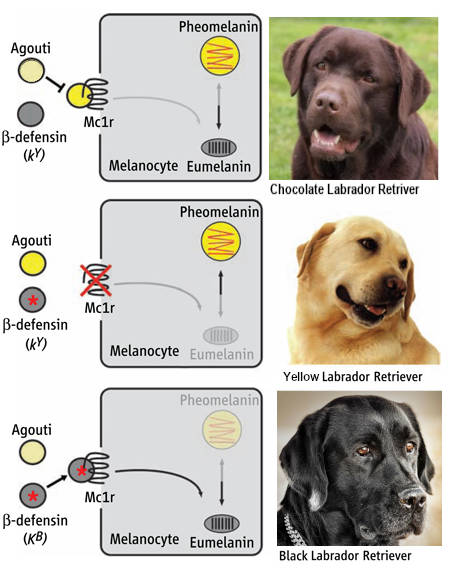 Agouti
β-defensin
(kY)
Mc1r
Pheomelanin
Melanocyte
Eumelanin
Chocolate Labrador Retriver
Agouti
β-defensin
(kY)
Mc1r
Pheomelanin
Melanocyte
Eumelanin
Yellow Labrador Retriever
Agouti
β-defensin
(KB)
Mc1r
Pheomelanin
Melanocyte
Eumelanin
Black Labrador Retriever